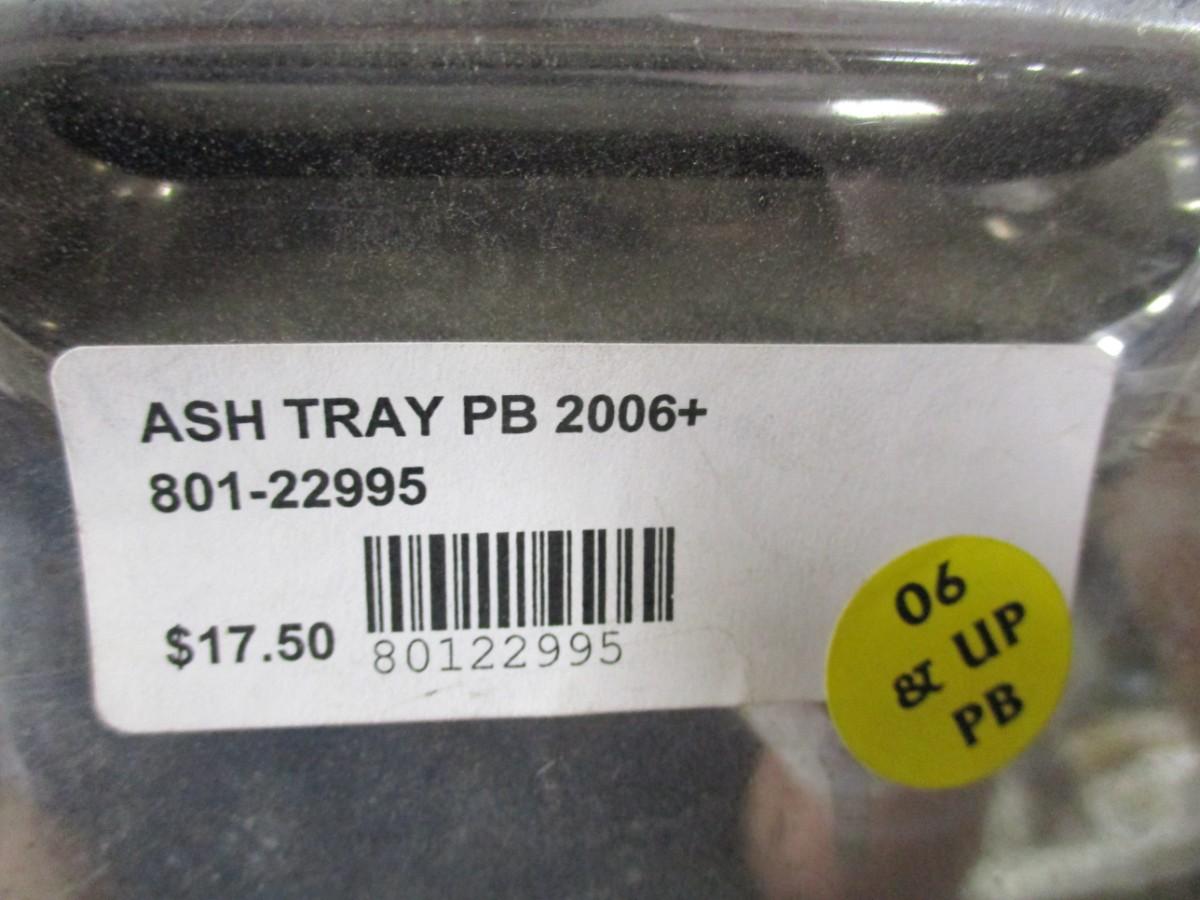 ASH TRAY PB 2006+
801-22995
$17.50
80122995
06
& UP
PB